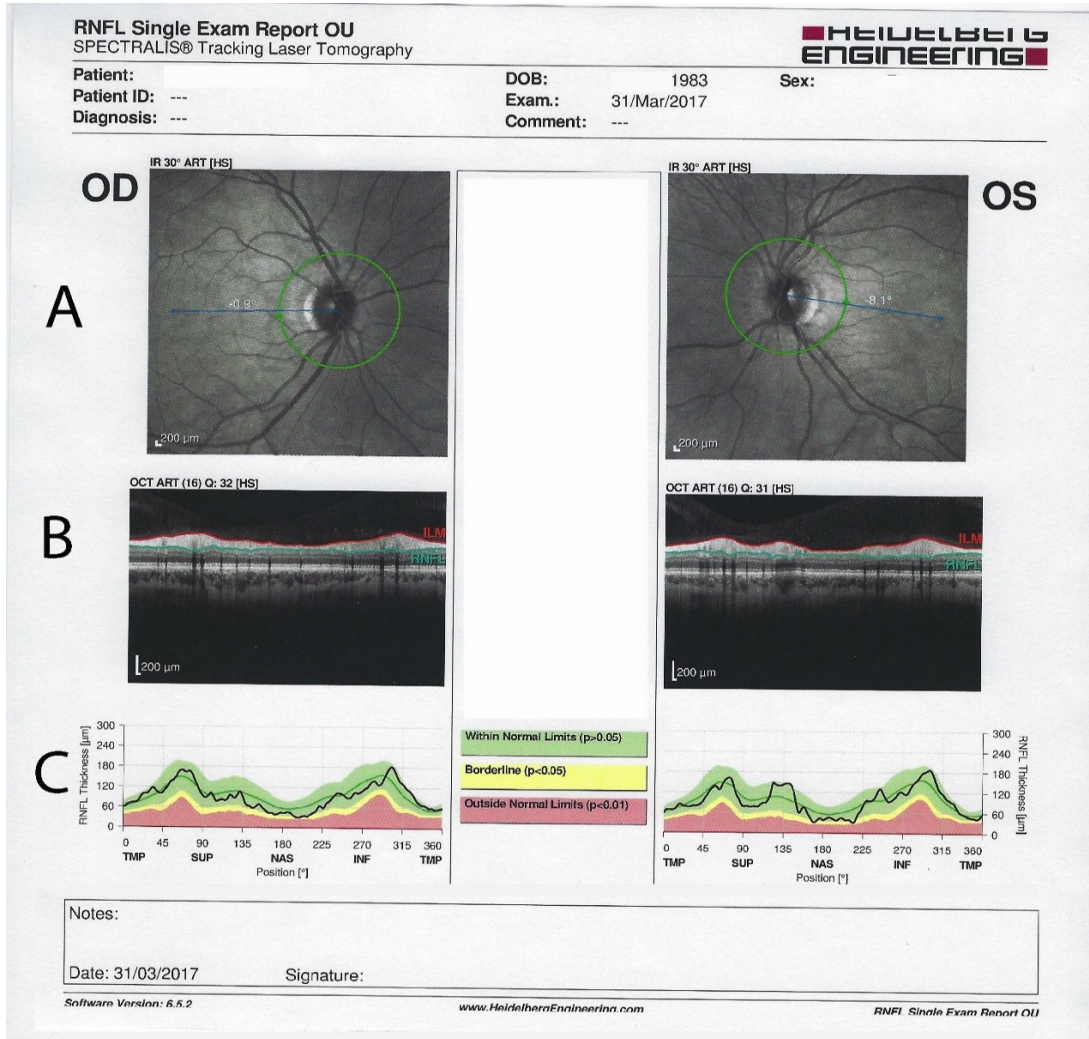 RNFL Single Exam Report OU
SPECTRALIS® Tracking Laser Tomography
HEIDELBERG
ENGINEERING
Patient:
Patient ID: ---
Diagnosis: ---
DOB: 1983 Sex:
Exam.: 31/Mar/2017
Comment: ---
OD
IR 30° ART [HS]
IR 30° ART [HS]
OS
A
-0.9°
200 µm
-8.1°
200 µm
B
OCT ART (16) Q: 32 [HS]
ILM
RNFL
200 µm
OCT ART (16) Q: 31 [HS]
ILM
RNFL
200 µm
C
RNFL Thickness [µm]
300
240
180
120
60
0
0 45 90 135 180 225 270 315 360
TMP SUP NAS INF TMP
Position [°]
Within Normal Limits (p>0.05)
Borderline (p<0.05)
Outside Normal Limits (p<0.01)
300
240
180
120
60
0
RNFL Thickness [µm]
0 45 90 135 180 225 270 315 360
TMP SUP NAS INF TMP
Position [°]
Notes:
Date: 31/03/2017 Signature:
Software Version: 6.5.2 www.HeidelbergEngineering.com RNFL Single Exam Report OU